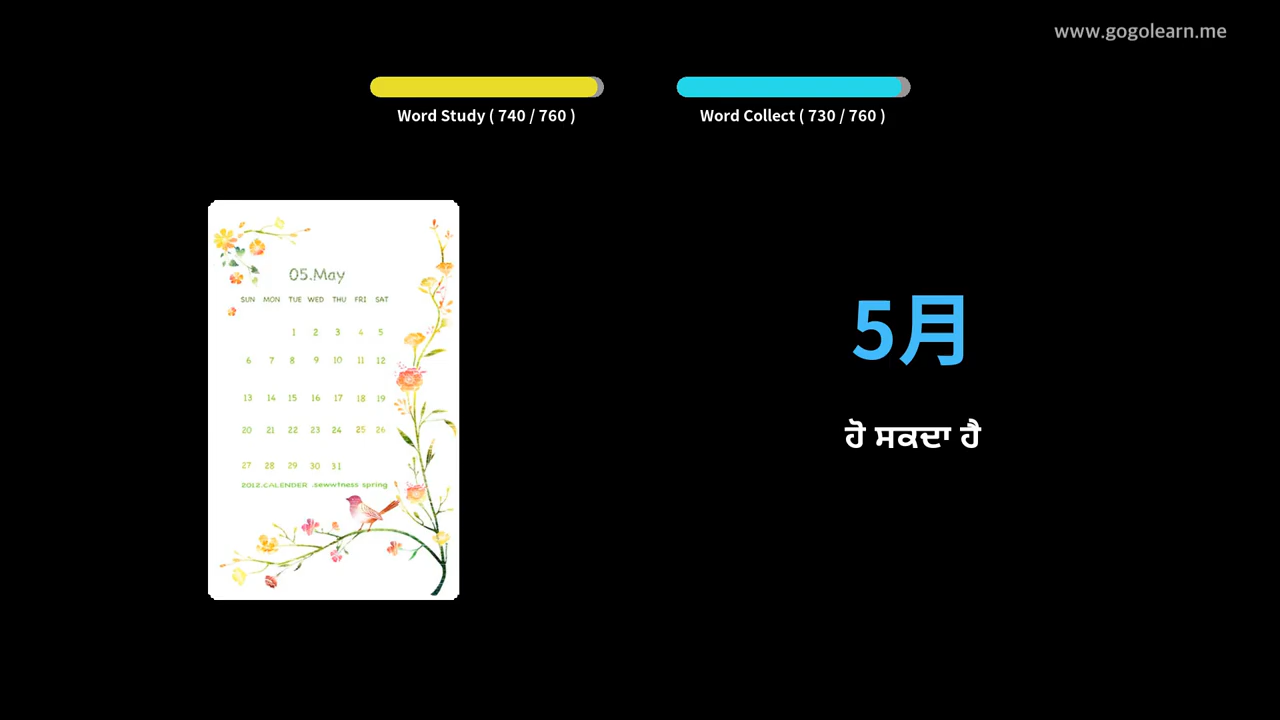 www.gogolearn.me
Word Study ( 740 / 760 )
Word Collect ( 730 / 760 )
05.May
SUN MON TUE WED THU FRI SAT
1 2 3 4 5
6 7 8 9 10 11 12
13 14 15 16 17 18 19
20 21 22 23 24 25 26
27 28 29 30 31
2012.CALENDER .sewwtness spring
5月
ਹੋ ਸਕਦਾ ਹੈ